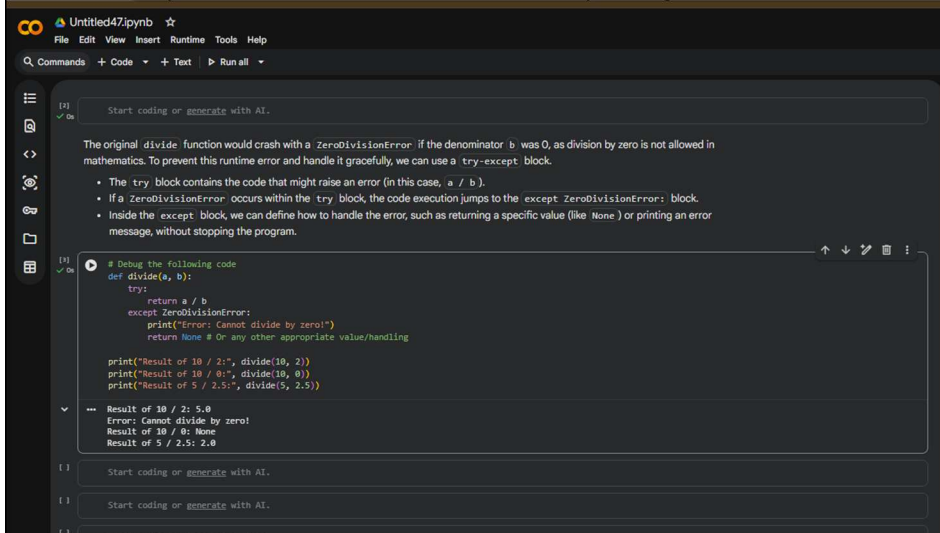 Untitled47.ipynb
File Edit View Insert Runtime Tools Help
Commands + Code + Text Run all
[2]
0s
Start coding or generate with AI.
The original divide function would crash with a ZeroDivisionError if the denominator b was 0, as division by zero is not allowed in
mathematics. To prevent this runtime error and handle it gracefully, we can use a try-except block.
• The try block contains the code that might raise an error (in this case, a / b ).
• If a ZeroDivisionError occurs within the try block, the code execution jumps to the except ZeroDivisionError: block.
• Inside the except block, we can define how to handle the error, such as returning a specific value (like None ) or printing an error
message, without stopping the program.
[3]
0s
# Debug the following code
def divide(a, b):
    try:
        return a / b
    except ZeroDivisionError:
        print("Error: Cannot divide by zero!")
        return None # Or any other appropriate value/handling
print("Result of 10 / 2:", divide(10, 2))
print("Result of 10 / 0:", divide(10, 0))
print("Result of 5 / 2.5:", divide(5, 2.5))
Result of 10 / 2: 5.0
Error: Cannot divide by zero!
Result of 10 / 0: None
Result of 5 / 2.5: 2.0
[ ]
Start coding or generate with AI.
[ ]
Start coding or generate with AI.
[ ]